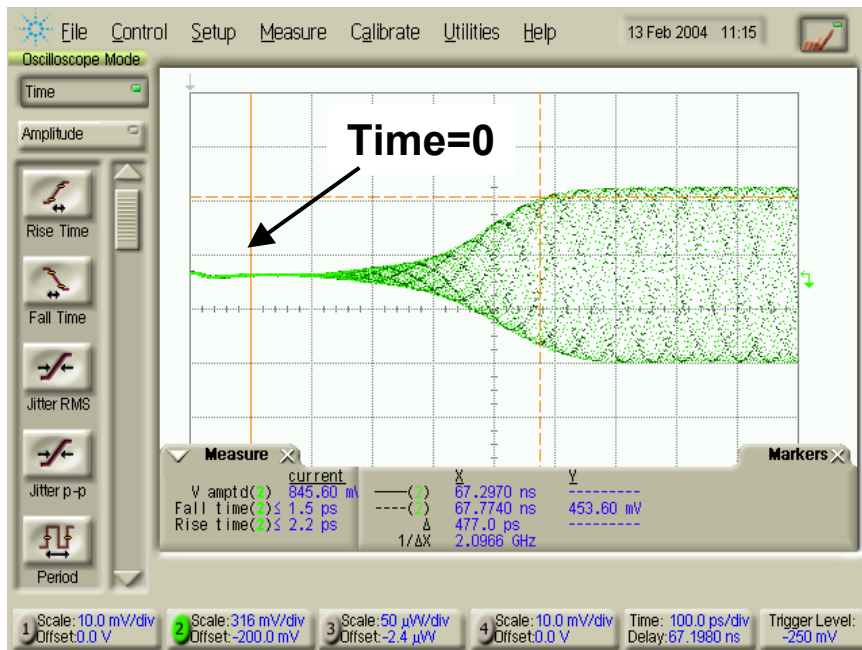 File Control Setup Measure Calibrate Utilities Help 13 Feb 2004 11:15
Oscilloscope Mode
Time
Amplitude
Time=0
Rise Time
Fall Time
Jitter RMS
Jitter p-p
Period
Measure
Markers
current X Y
V amptd(2) 845.60 mV ——(2) 67.2970 ns ---------
Fall time(2)≤ 1.5 ps ----(2) 67.7740 ns 453.60 mV
Rise time(2)≤ 2.2 ps Δ 477.0 ps ---------
1/ΔX 2.0966 GHz
1 Scale:10.0 mV/div 2 Scale:316 mV/div 3 Scale:50 µW/div 4 Scale:10.0 mV/div Time: 100.0 ps/div Trigger Level:
Offset:0.0 V Offset:-200.0 mV Offset:-2.4 µW Offset:0.0 V Delay:67.1980 ns -250 mV